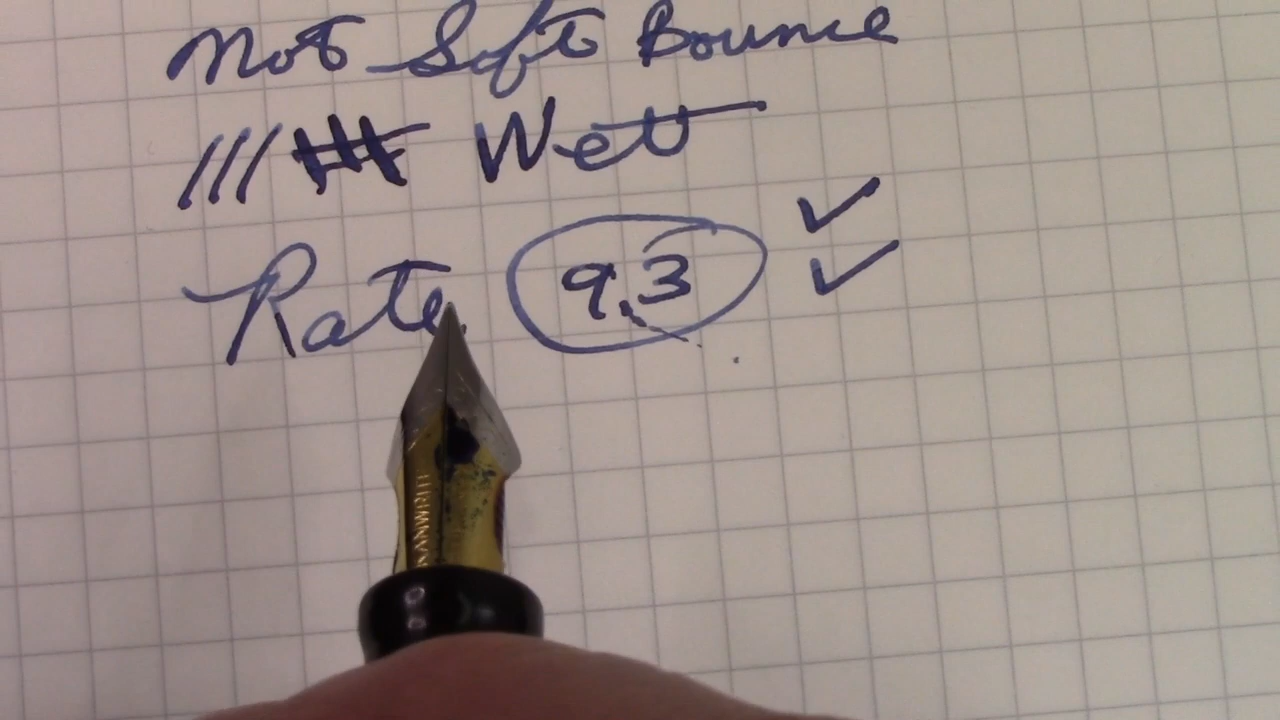 Not Soft Bounce
/// Wet
Rate 9.3 ✓
✓